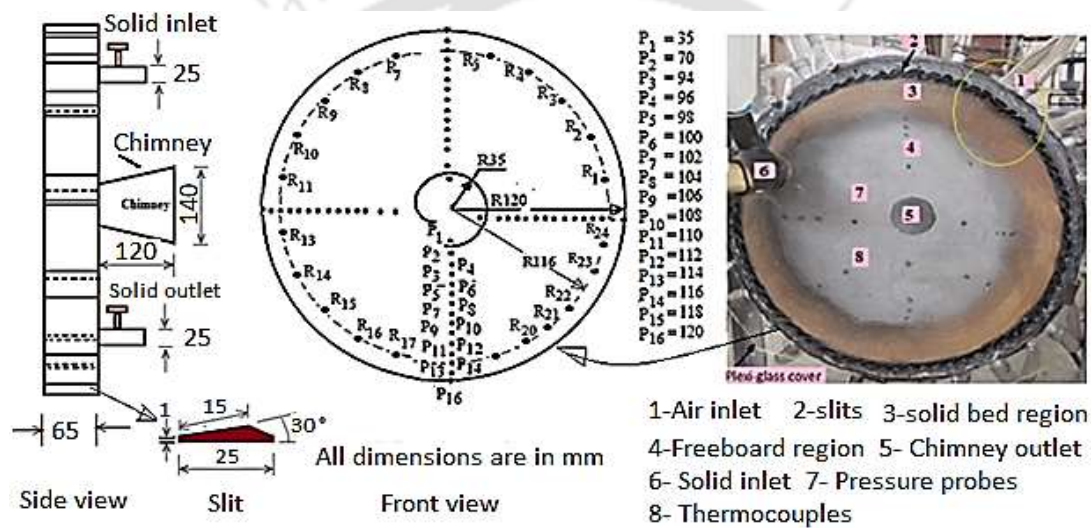 Solid inlet
25
Chimney
Chimney
140
120
Solid outlet
25
65
1
15
30°
25
Side view
Slit
All dimensions are in mm
Front view
P7
R8
R8
R9
R10
R11
R13
R14
R15
R16
R17
R5
R3
R3
R2
R1
R35
R120
R116
R24
R25
R22
R21
R20
P1
P2
P3
P5
P7
P9
P11
P13
P4
P6
P8
P10
P12
P14
P16
P1 = 35
P2 = 70
P3 = 94
P4 = 96
P5 = 98
P6 = 100
P7 = 102
P8 = 104
P9 = 106
P10 = 108
P11 = 110
P12 = 112
P13 = 114
P14 = 116
P15 = 118
P16 = 120
2
1
3
4
6
7
5
8
Plexi-glass cover
1-Air inlet 2-slits 3-solid bed region
4-Freeboard region 5- Chimney outlet
6- Solid inlet 7- Pressure probes
8- Thermocouples